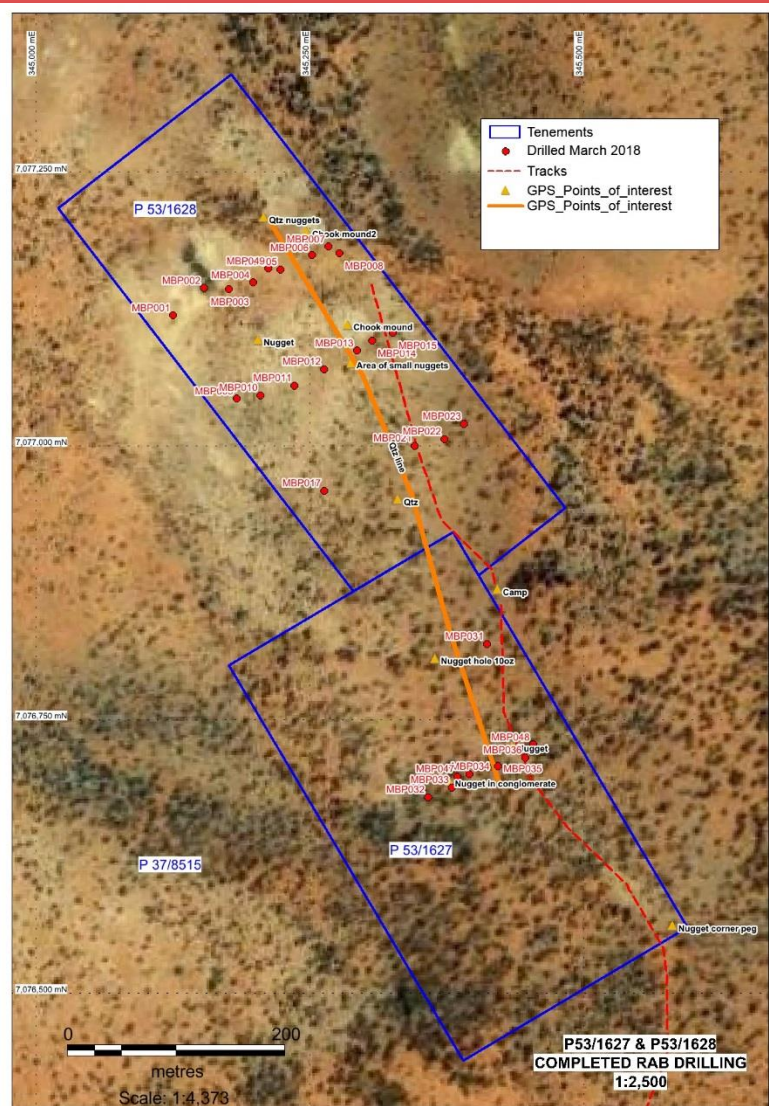 345,000 mE
345,250 mE
345,500 mE
Tenements
Drilled March 2018
Tracks
GPS_Points_of_interest
GPS_Points_of_interest
7,077,250 mN
P 53/1628
Qtz nuggets
Chook mound2
MBP007
MBP006
MBP008
MBP049
05
MBP002
MBP004
MBP003
MBP001
Chook mound
Nugget
MBP013
MBP015
MBP014
Area of small nuggets
MBP012
MBP011
MBP010
MBP023
MBP022
MBP021
7,077,000 mN
Qtz line
MBP017
Qtz
Camp
MBP031
Nugget hole 10oz
7,076,750 mN
MBP048
Nugget
MBP036
MBP034
MBP035
MBP047
MBP033
Nugget in conglomerate
MBP032
P 53/1627
P 37/8515
Nugget corner peg
7,076,500 mN
0 200
metres
Scale: 1:4,373
P53/1627 & P53/1628
COMPLETED RAB DRILLING
1:2,500